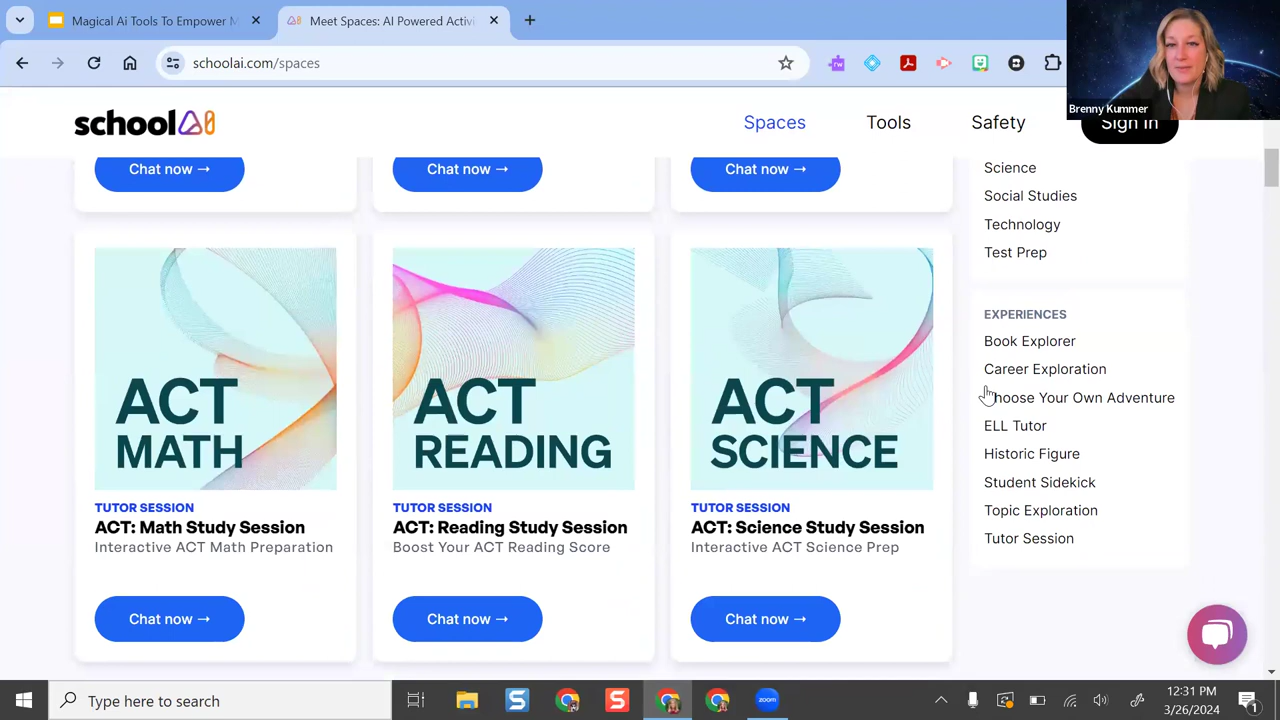 Magical Ai Tools To Empower M
Meet Spaces: AI Powered Activi
schoolai.com/spaces
rw
Brenny Kummer
schoolAI
Spaces
Tools
Safety
Sign in
Chat now →
Chat now →
Chat now →
Science
Social Studies
Technology
Test Prep
ACT
MATH
TUTOR SESSION
ACT: Math Study Session
Interactive ACT Math Preparation
Chat now →
ACT
READING
TUTOR SESSION
ACT: Reading Study Session
Boost Your ACT Reading Score
Chat now →
ACT
SCIENCE
TUTOR SESSION
ACT: Science Study Session
Interactive ACT Science Prep
Chat now →
EXPERIENCES
Book Explorer
Career Exploration
Choose Your Own Adventure
ELL Tutor
Historic Figure
Student Sidekick
Topic Exploration
Tutor Session
Type here to search
S
S
zoom
12:31 PM
3/26/2024
1